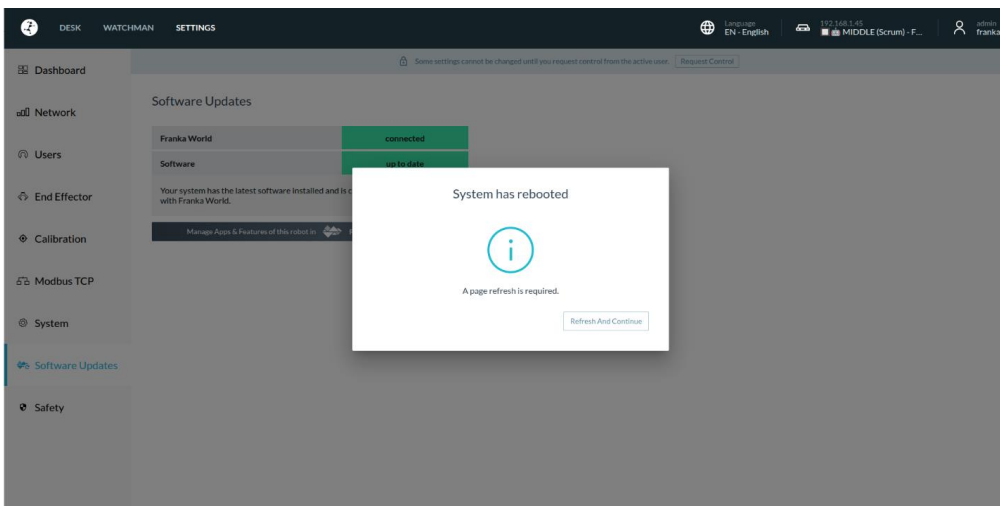 DESK WATCHMAN SETTINGS
Language
EN - English
192.168.1.45
MIDDLE (Scrum) - F...
admin
franka
Some settings cannot be changed until you request control from the active user. Request Control
Dashboard
Network
Users
End Effector
Calibration
Modbus TCP
System
Software Updates
Safety
Software Updates
Franka World connected
Software up to date
Your system has the latest software installed and is c
with Franka World.
Manage Apps & Features of this robot in
System has rebooted
i
A page refresh is required.
Refresh And Continue